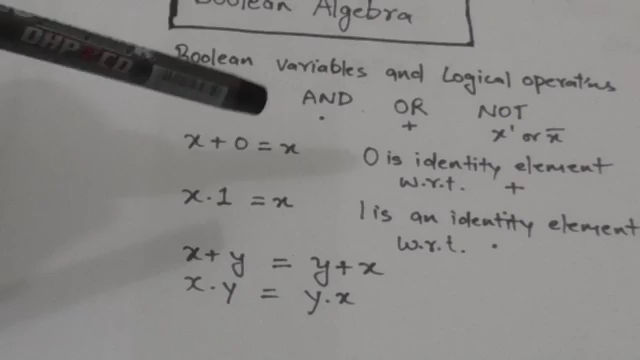 Boolean Algebra
Boolean variables and Logical operations
AND OR NOT
. + x' or x̅
x + 0 = x
0 is identity element
w.r.t. +
x . 1 = x
1 is an identity element
w.r.t. .
x + y = y + x
x . y = y . x
OHP